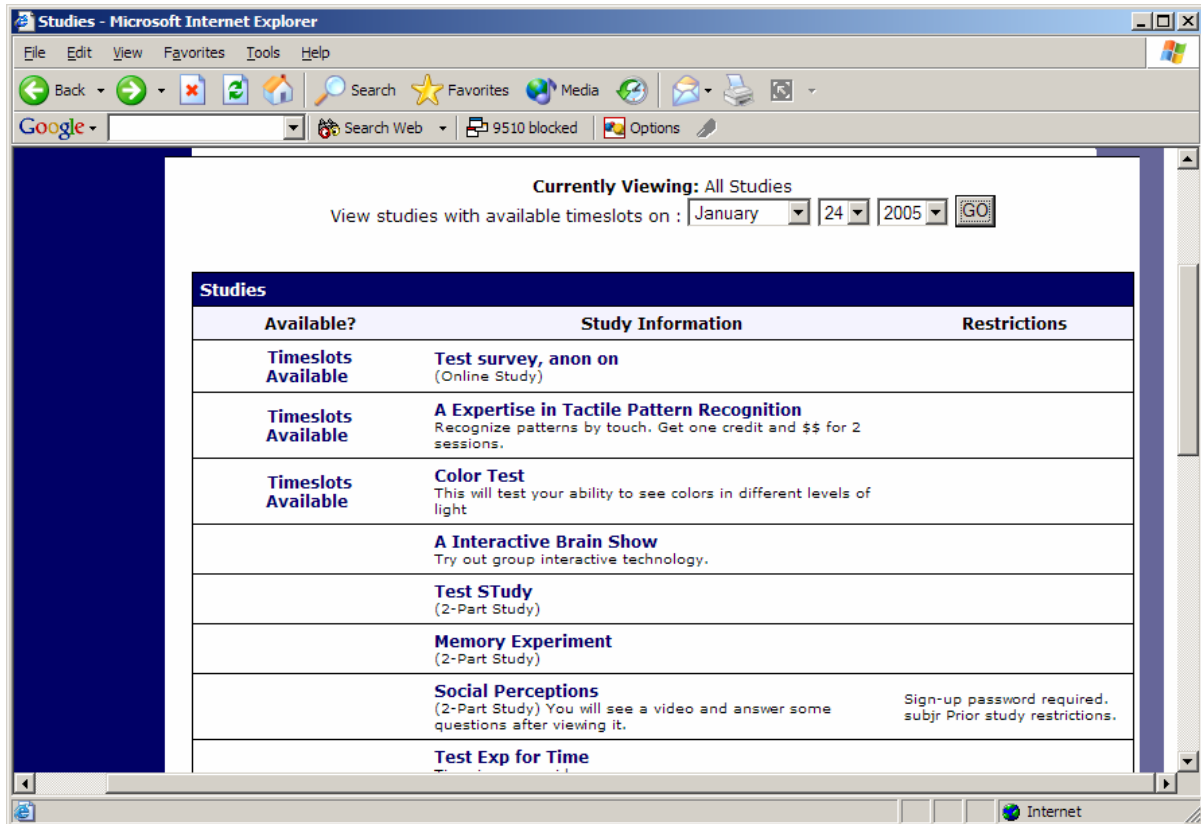 Studies - Microsoft Internet Explorer
File Edit View Favorites Tools Help
Back Search Favorites Media
Google Search Web 9510 blocked Options
Currently Viewing: All Studies
View studies with available timeslots on : January 24 2005 GO
Studies
Available? Study Information Restrictions
Timeslots Available
Test survey, anon on
(Online Study)
Timeslots Available
A Expertise in Tactile Pattern Recognition
Recognize patterns by touch. Get one credit and $$ for 2
sessions.
Timeslots Available
Color Test
This will test your ability to see colors in different levels of
light
A Interactive Brain Show
Try out group interactive technology.
Test STudy
(2-Part Study)
Memory Experiment
(2-Part Study)
Social Perceptions
(2-Part Study) You will see a video and answer some
questions after viewing it.
Sign-up password required.
subjr Prior study restrictions.
Test Exp for Time
Internet